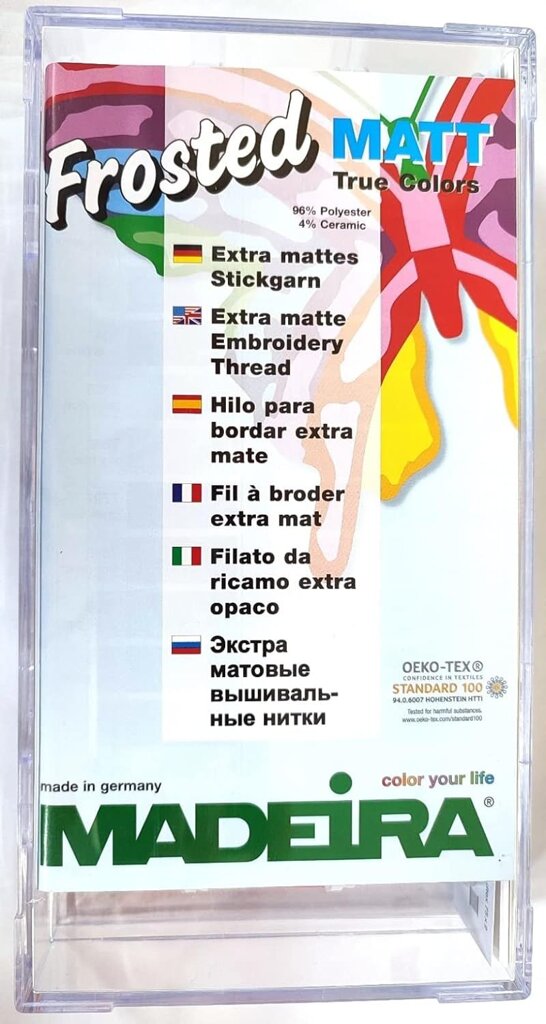 Frosted MATT
True Colors
96% Polyester
4% Ceramic
Extra mattes
Stickgarn
Extra matte
Embroidery
Thread
Hilo para
bordar extra
mate
Fil à broder
extra mat
Filato da
ricamo extra
opaco
Экстра
матовые
вышиваль-
ные нитки
OEKO-TEX®
CONFIDENCE IN TEXTILES
STANDARD 100
94.0.6007 HOHENSTEIN HTTI
Tested for harmful substances.
www.oeko-tex.com/standard100
made in germany
color your life
MADEiRA®